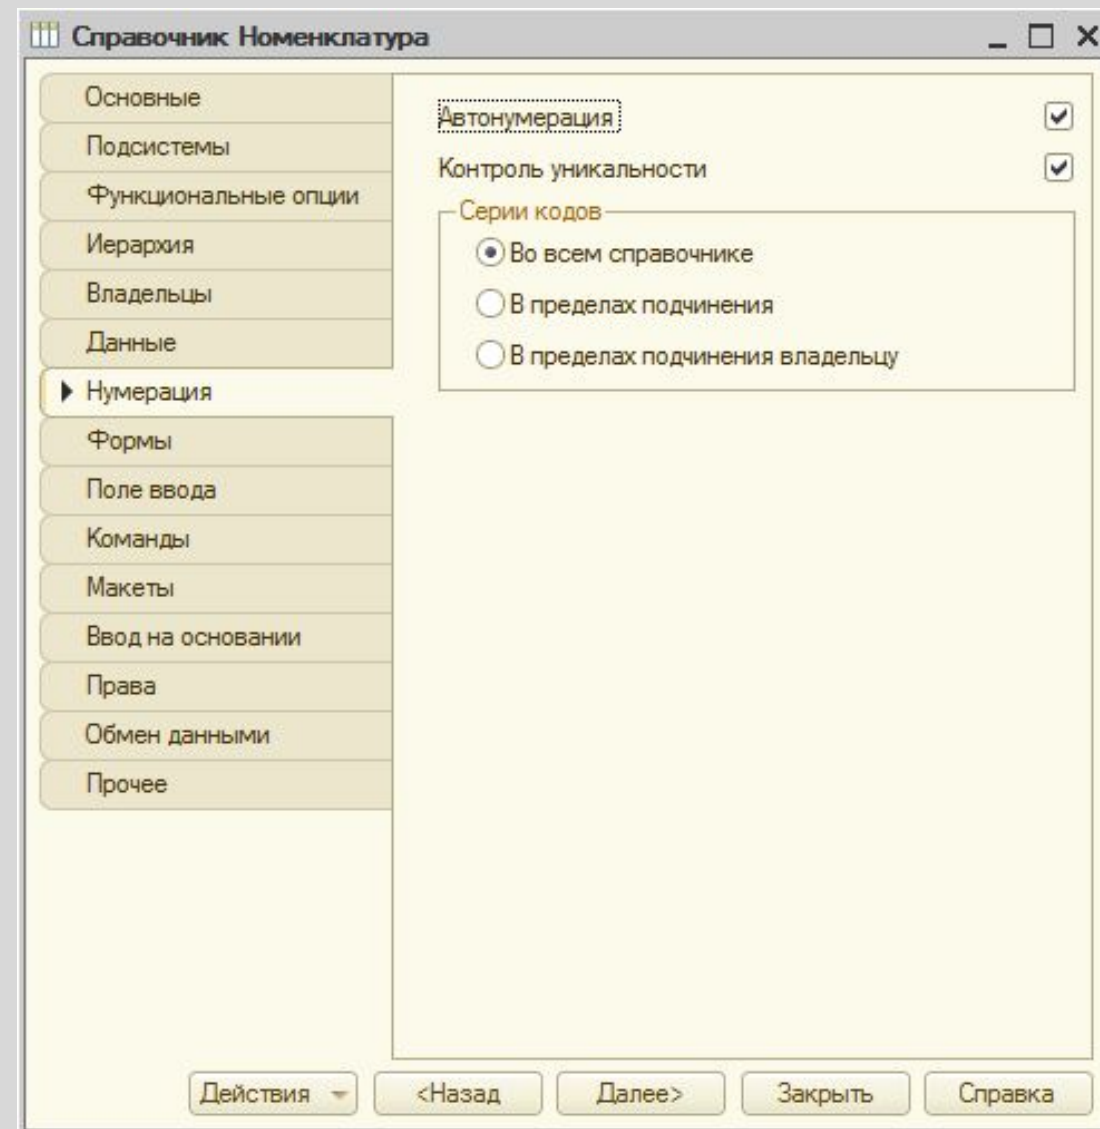 Справочник Номенклатура
Основные
Подсистемы
Функциональные опции
Иерархия
Владельцы
Данные
Нумерация
Формы
Поле ввода
Команды
Макеты
Ввод на основании
Права
Обмен данными
Прочее
Автонумерация
Контроль уникальности
Серии кодов
Во всем справочнике
В пределах подчинения
В пределах подчинения владельцу
Действия <Назад Далее> Закрыть Справка